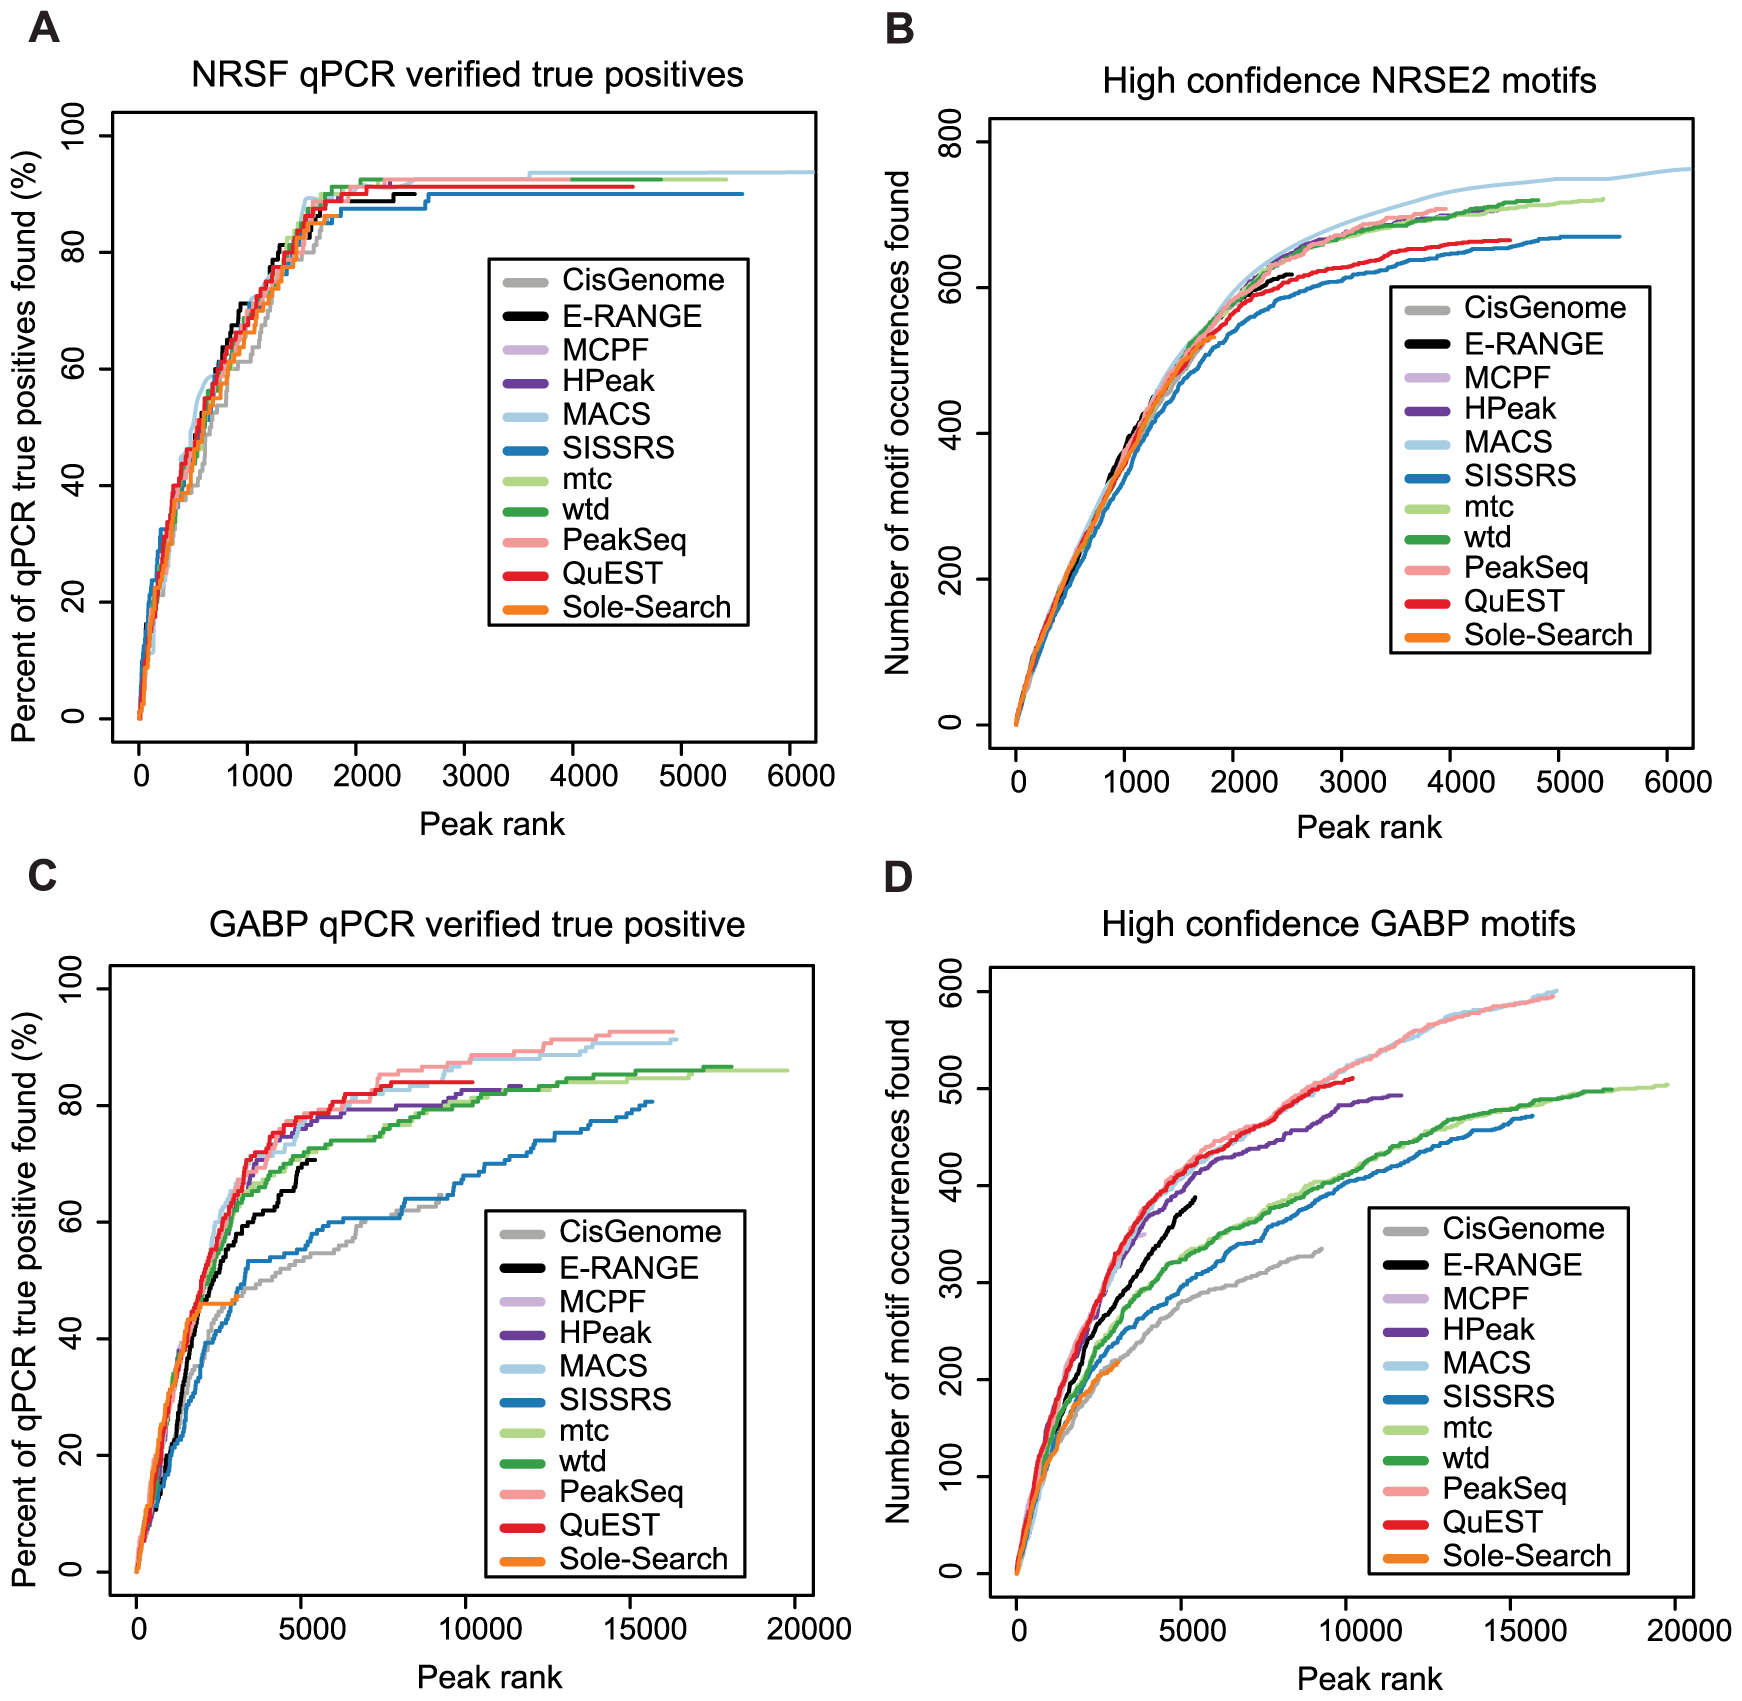 A
NRSF qPCR verified true positives
Percent of qPCR true positives found (%)
100
80
60
40
20
0
CisGenome
E-RANGE
MCPF
HPeak
MACS
SISSRS
mtc
wtd
PeakSeq
QuEST
Sole-Search
0 1000 2000 3000 4000 5000 6000
Peak rank
B
High confidence NRSE2 motifs
Number of motif occurrences found
800
600
400
200
0
CisGenome
E-RANGE
MCPF
HPeak
MACS
SISSRS
mtc
wtd
PeakSeq
QuEST
Sole-Search
0 1000 2000 3000 4000 5000 6000
Peak rank
C
GABP qPCR verified true positive
Percent of qPCR true positive found (%)
100
80
60
40
20
0
CisGenome
E-RANGE
MCPF
HPeak
MACS
SISSRS
mtc
wtd
PeakSeq
QuEST
Sole-Search
0 5000 10000 15000 20000
Peak rank
D
High confidence GABP motifs
Number of motif occurrences found
600
500
400
300
200
100
0
CisGenome
E-RANGE
MCPF
HPeak
MACS
SISSRS
mtc
wtd
PeakSeq
QuEST
Sole-Search
0 5000 10000 15000 20000
Peak rank